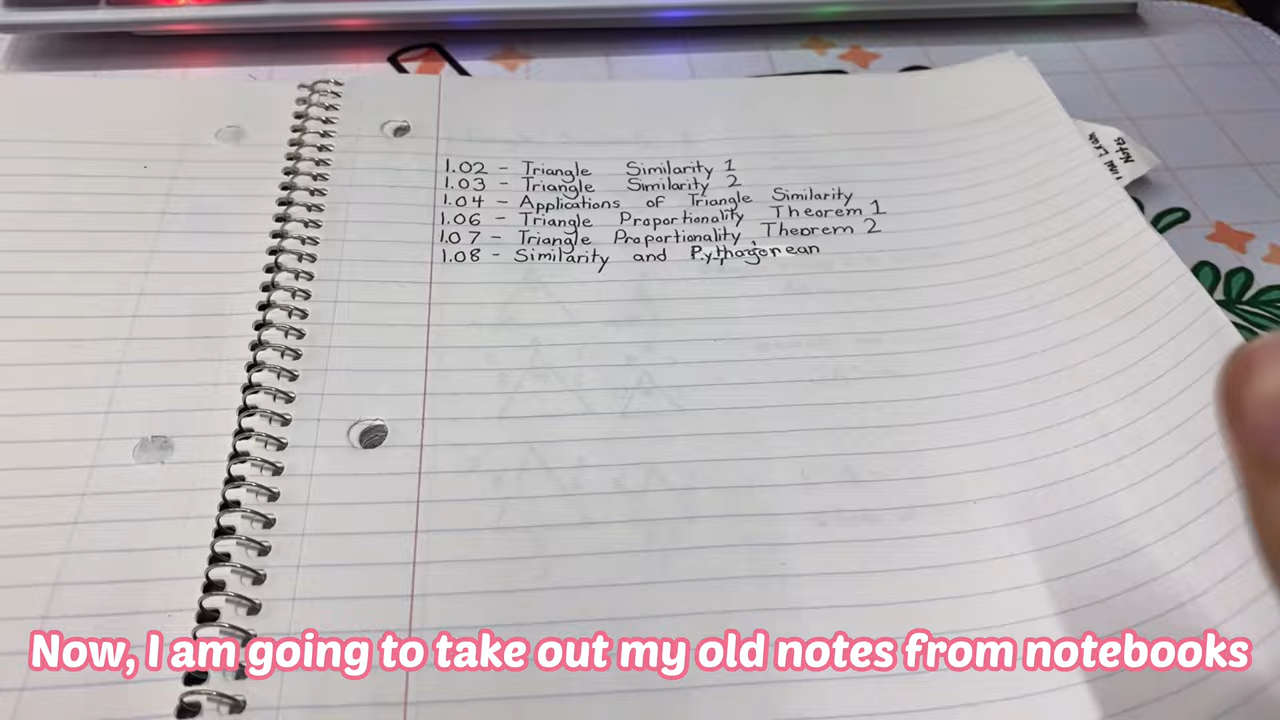 1.02 - Triangle Similarity 1
1.03 - Triangle Similarity 2
1.04 - Applications of Triangle Similarity
1.06 - Triangle Proportionality Theorem 1
1.07 - Triangle Proportionality Theorem 2
1.08 - Similarity and Pythagorean
Notes
Now, I am going to take out my old notes from notebooks